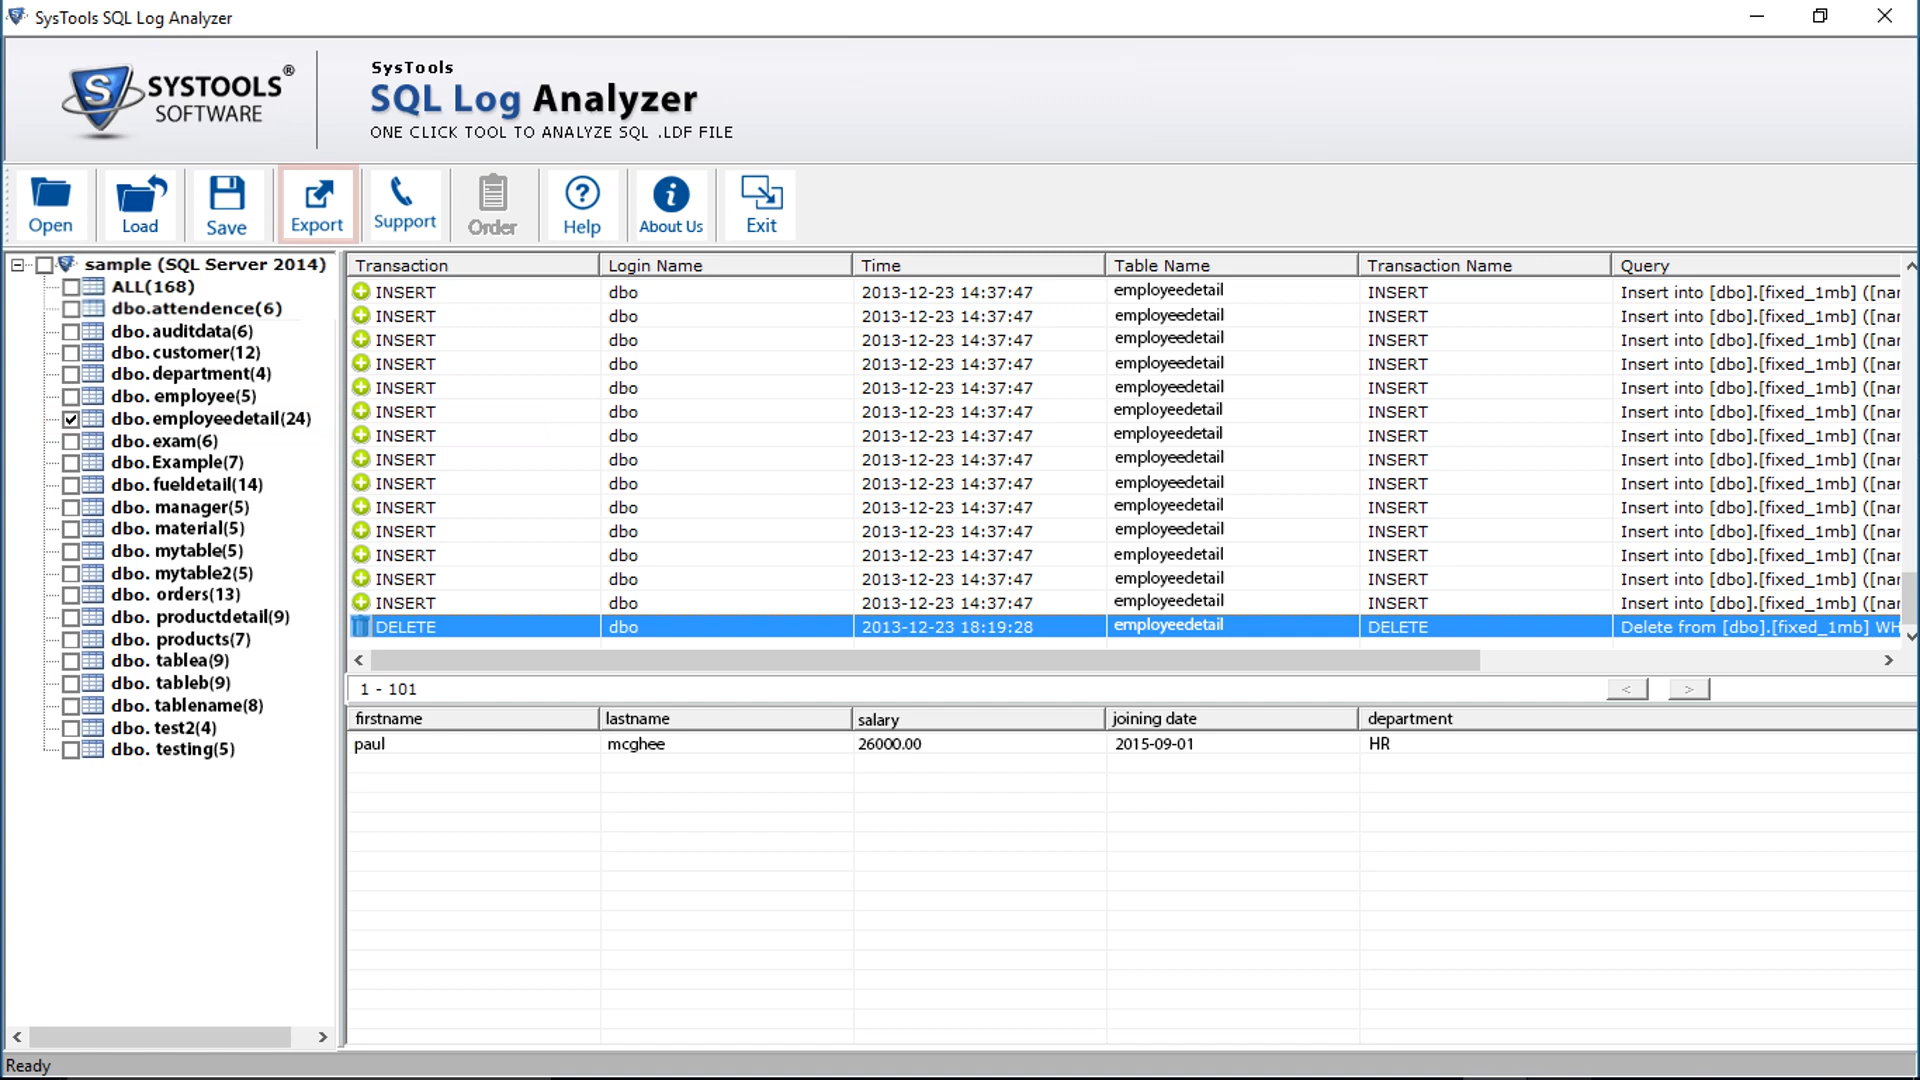 SysTools SQL Log Analyzer
SYSTOOLS®
SOFTWARE
SysTools
SQL Log Analyzer
ONE CLICK TOOL TO ANALYZE SQL .LDF FILE
Open Load Save Export Support Order Help About Us Exit
sample (SQL Server 2014)
ALL(168)
dbo.attendence(6)
dbo.auditdata(6)
dbo.customer(12)
dbo.department(4)
dbo. employee(5)
dbo.employeedetail(24)
dbo.exam(6)
dbo.Example(7)
dbo.fueldetail(14)
dbo. manager(5)
dbo. material(5)
dbo. mytable(5)
dbo. mytable2(5)
dbo. orders(13)
dbo. productdetail(9)
dbo. products(7)
dbo. tablea(9)
dbo. tableb(9)
dbo. tablename(8)
dbo. test2(4)
dbo. testing(5)
Transaction Login Name Time Table Name Transaction Name Query
INSERT dbo 2013-12-23 14:37:47 employeedetail INSERT Insert into [dbo].[fixed_1mb] ([nar
INSERT dbo 2013-12-23 14:37:47 employeedetail INSERT Insert into [dbo].[fixed_1mb] ([nar
INSERT dbo 2013-12-23 14:37:47 employeedetail INSERT Insert into [dbo].[fixed_1mb] ([nar
INSERT dbo 2013-12-23 14:37:47 employeedetail INSERT Insert into [dbo].[fixed_1mb] ([nar
INSERT dbo 2013-12-23 14:37:47 employeedetail INSERT Insert into [dbo].[fixed_1mb] ([nar
INSERT dbo 2013-12-23 14:37:47 employeedetail INSERT Insert into [dbo].[fixed_1mb] ([nar
INSERT dbo 2013-12-23 14:37:47 employeedetail INSERT Insert into [dbo].[fixed_1mb] ([nar
INSERT dbo 2013-12-23 14:37:47 employeedetail INSERT Insert into [dbo].[fixed_1mb] ([nar
INSERT dbo 2013-12-23 14:37:47 employeedetail INSERT Insert into [dbo].[fixed_1mb] ([nar
INSERT dbo 2013-12-23 14:37:47 employeedetail INSERT Insert into [dbo].[fixed_1mb] ([nar
INSERT dbo 2013-12-23 14:37:47 employeedetail INSERT Insert into [dbo].[fixed_1mb] ([nar
INSERT dbo 2013-12-23 14:37:47 employeedetail INSERT Insert into [dbo].[fixed_1mb] ([nar
INSERT dbo 2013-12-23 14:37:47 employeedetail INSERT Insert into [dbo].[fixed_1mb] ([nar
INSERT dbo 2013-12-23 14:37:47 employeedetail INSERT Insert into [dbo].[fixed_1mb] ([nar
DELETE dbo 2013-12-23 18:19:28 employeedetail DELETE Delete from [dbo].[fixed_1mb] WH
1 - 101 < >
firstname lastname salary joining date department
paul mcghee 26000.00 2015-09-01 HR
Ready